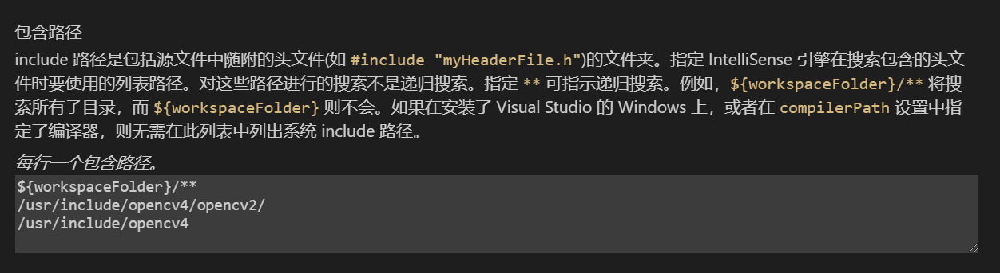 包含路径
include 路径是包括源文件中随附的头文件(如 #include "myHeaderFile.h")的文件夹。指定 IntelliSense 引擎在搜索包含的头文
件时要使用的列表路径。对这些路径进行的搜索不是递归搜索。指定 ** 可指示递归搜索。例如，${workspaceFolder}/** 将搜
索所有子目录，而 ${workspaceFolder} 则不会。如果在安装了 Visual Studio 的 Windows 上，或者在 compilerPath 设置中指
定了编译器，则无需在此列表中列出系统 include 路径。
每行一个包含路径。
${workspaceFolder}/**
/usr/include/opencv4/opencv2/
/usr/include/opencv4